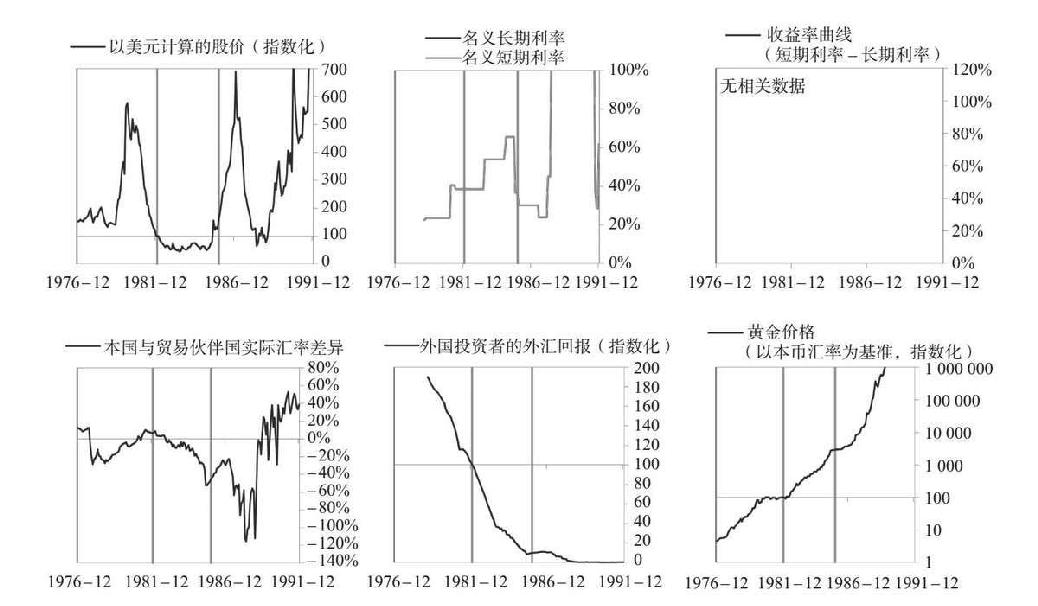 以美元计算的股价（指数化）
700
600
500
400
300
200
100
0
1976-12 1981-12 1986-12 1991-12
名义长期利率
名义短期利率
100%
80%
60%
40%
20%
0%
1976-12 1981-12 1986-12 1991-12
收益率曲线
（短期利率－长期利率）
无相关数据
120%
100%
80%
60%
40%
20%
0%
1976-12 1981-12 1986-12 1991-12
本国与贸易伙伴国实际汇率差异
80%
60%
40%
20%
0%
-20%
-40%
-60%
-80%
-100%
-120%
-140%
1976-12 1981-12 1986-12 1991-12
外国投资者的外汇回报（指数化）
200
180
160
140
120
100
80
60
40
20
0
1976-12 1981-12 1986-12 1991-12
黄金价格
（以本币汇率为基准，指数化）
1 000 000
100 000
10 000
1 000
100
10
1
1976-12 1981-12 1986-12 1991-12